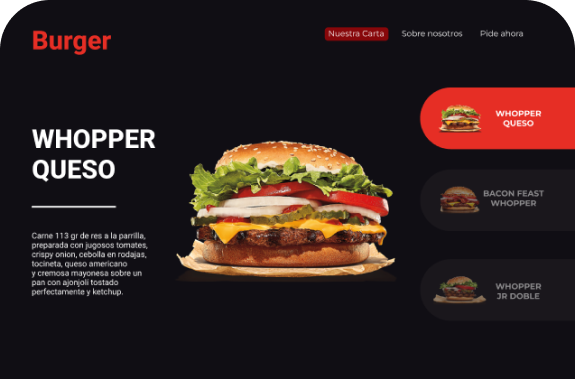 Burger
Nuestra Carta
Sobre nosotros
Pide ahora
WHOPPER
QUESO
Carne 113 gr de res a la parrilla,
preparada con jugosos tomates,
crispy onion, cebolla en rodajas,
tocineta, queso americano
y cremosa mayonesa sobre un
pan con ajonjolí tostado
perfectamente y ketchup.
WHOPPER
QUESO
BACON FEAST
WHOPPER
WHOPPER
JR DOBLE